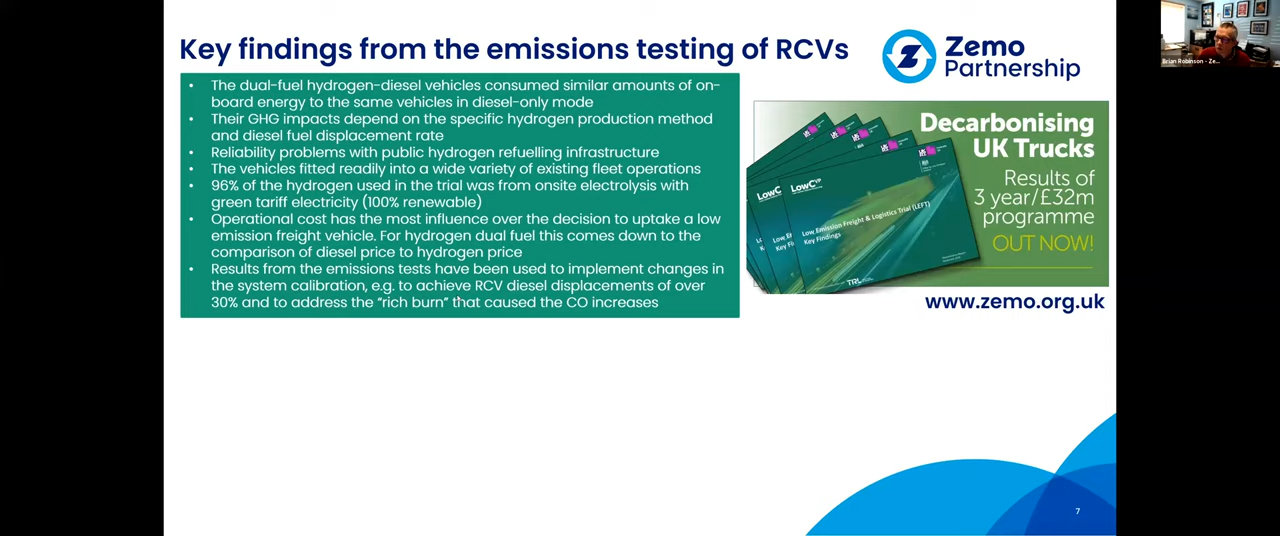 Key findings from the emissions testing of RCVs
Zemo
Partnership
Brian Robinson - Ze...
• The dual-fuel hydrogen-diesel vehicles consumed similar amounts of on-
board energy to the same vehicles in diesel-only mode
• Their GHG impacts depend on the specific hydrogen production method
and diesel fuel displacement rate
• Reliability problems with public hydrogen refuelling infrastructure
• The vehicles fitted readily into a wide variety of existing fleet operations
• 96% of the hydrogen used in the trial was from onsite electrolysis with
green tariff electricity (100% renewable)
• Operational cost has the most influence over the decision to uptake a low
emission freight vehicle. For hydrogen dual fuel this comes down to the
comparison of diesel price to hydrogen price
• Results from the emissions tests have been used to implement changes in
the system calibration, e.g. to achieve RCV diesel displacements of over
30% and to address the "rich burn" that caused the CO increases
Decarbonising
UK Trucks
Results of
3 year/£32m
programme
OUT NOW!
LowC
LowCVP
Low Emission Freight & Logistics Trial (LEFT)
Key Findings
TRL
www.zemo.org.uk
7